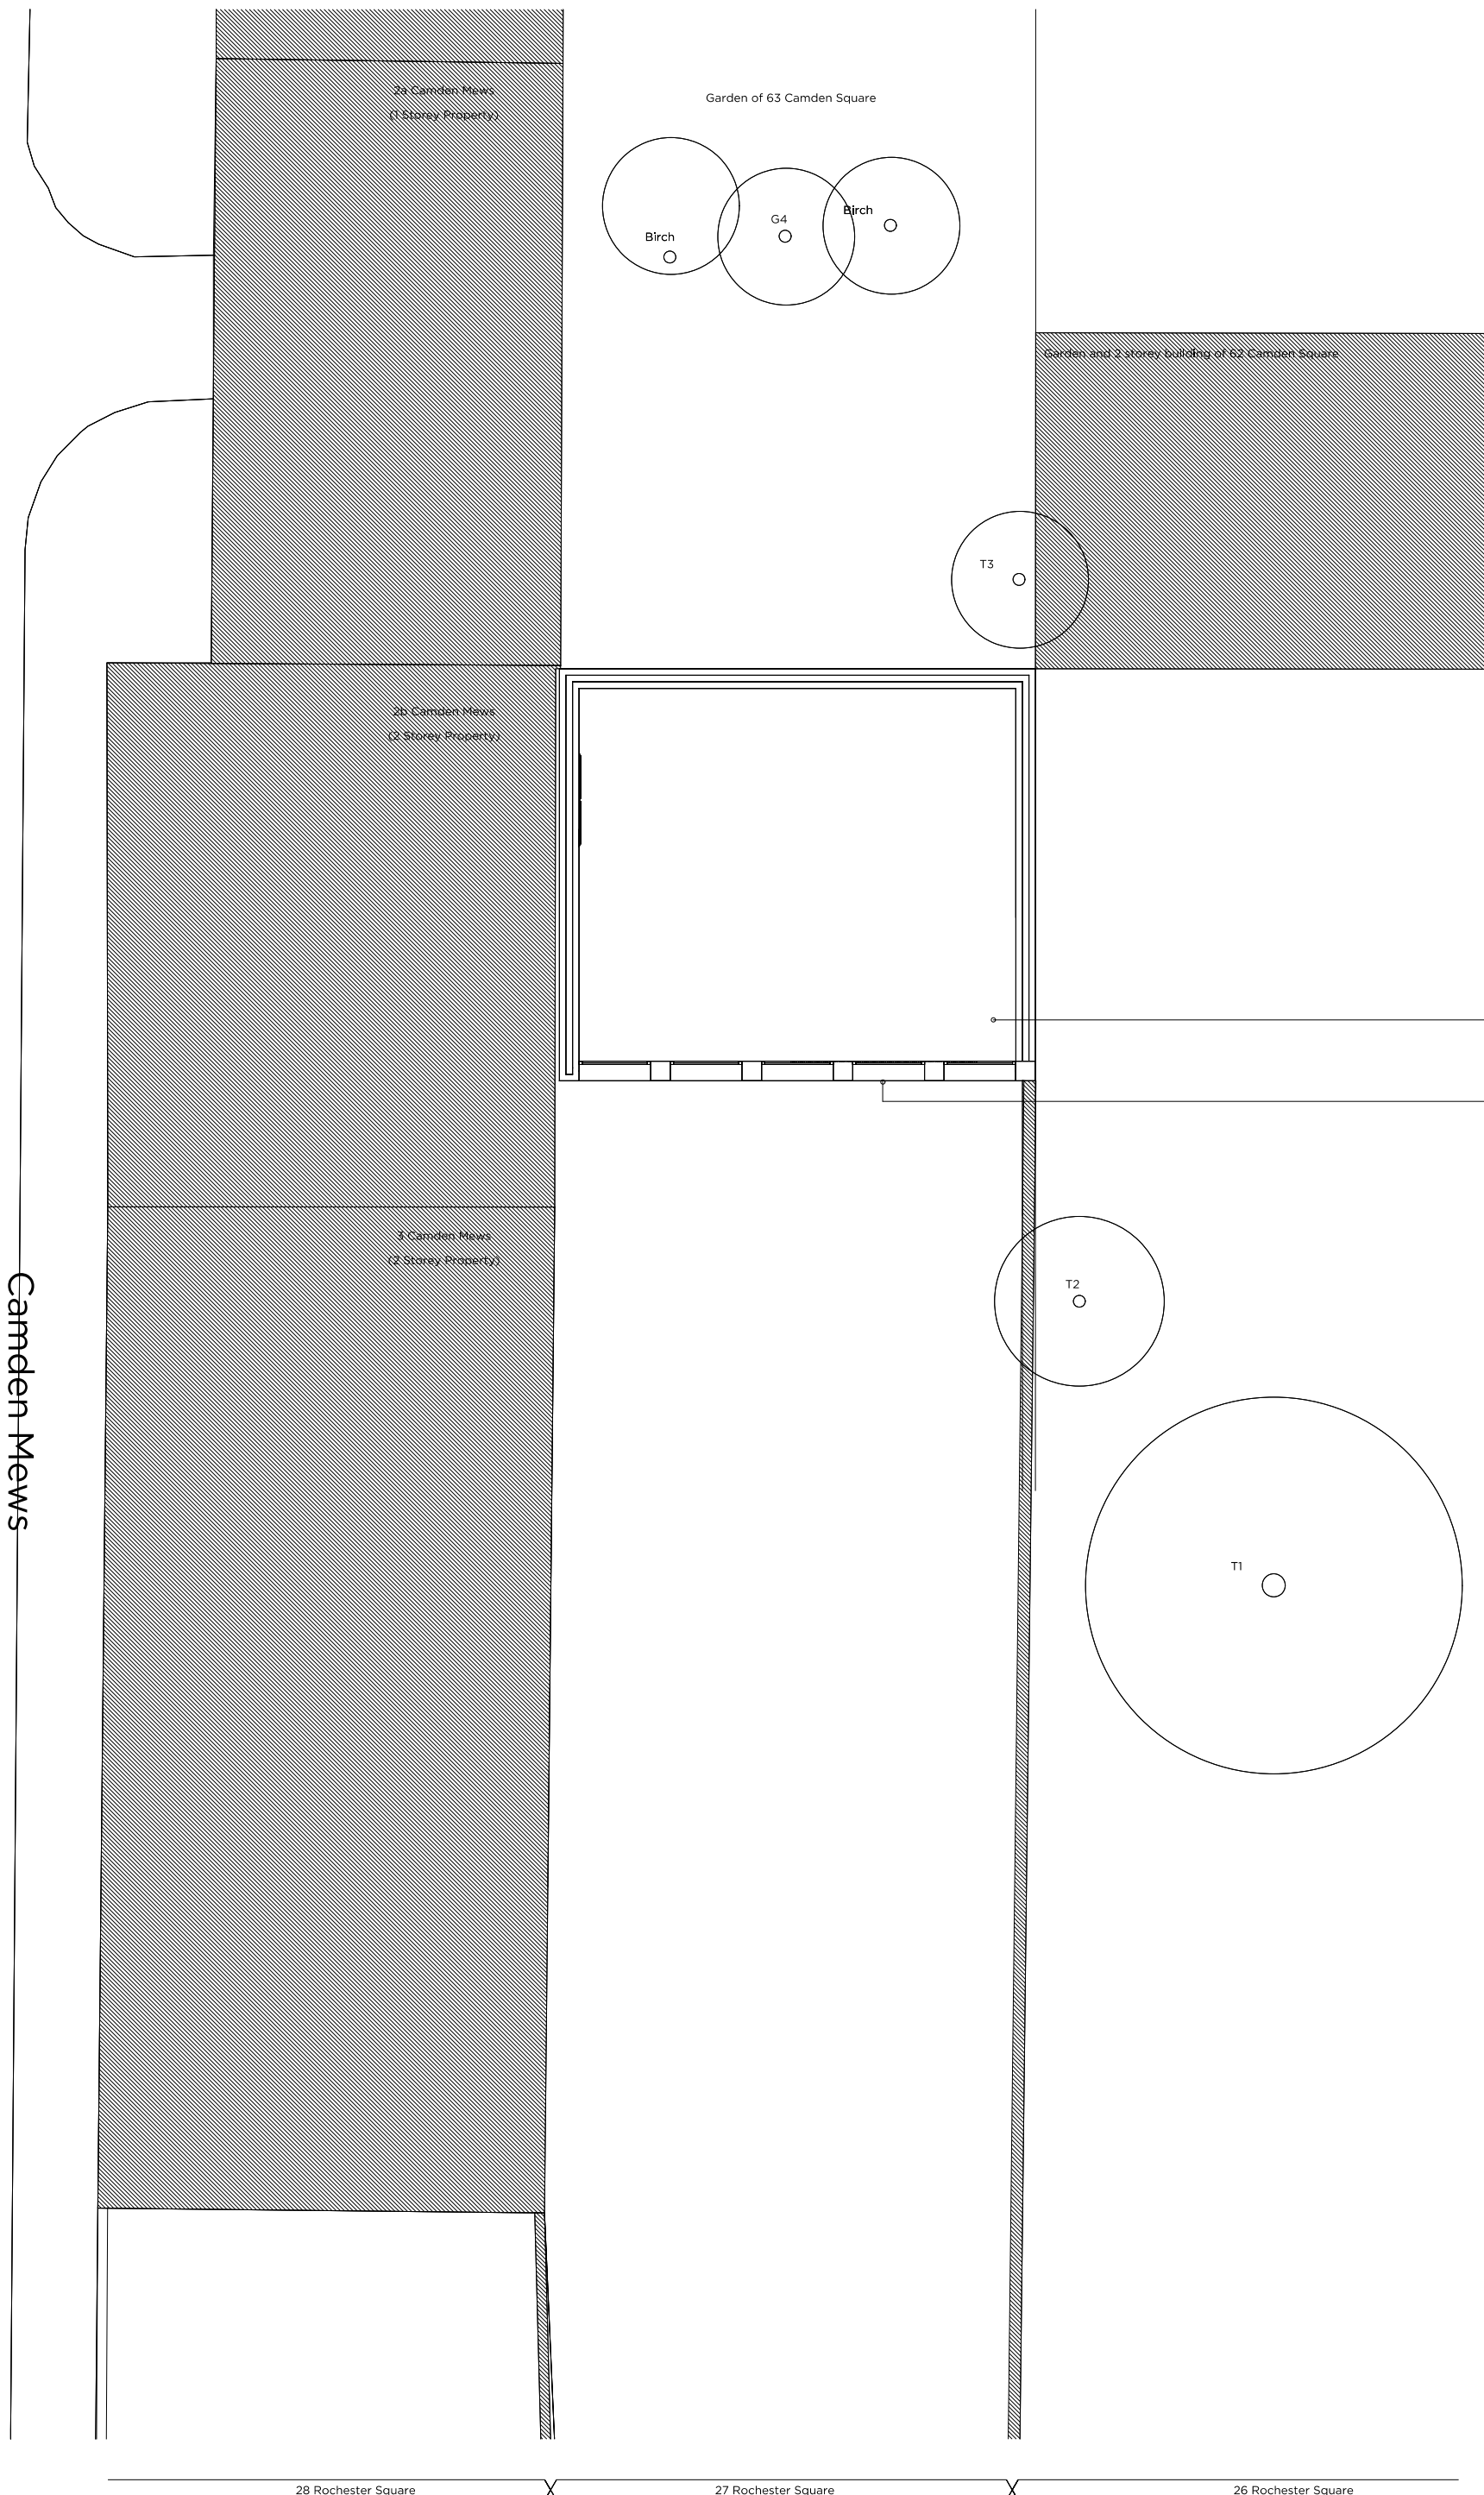 2a Camden Mews
(1 Storey Property)
Garden of 63 Camden Square
Birch
G4
Birch
Garden and 2 storey building of 62 Camden Square
T3
2b Camden Mews
(2 Storey Property)
3 Camden Mews
(2 Storey Property)
T2
Camden Mews
T1
28 Rochester Square
27 Rochester Square
26 Rochester Square